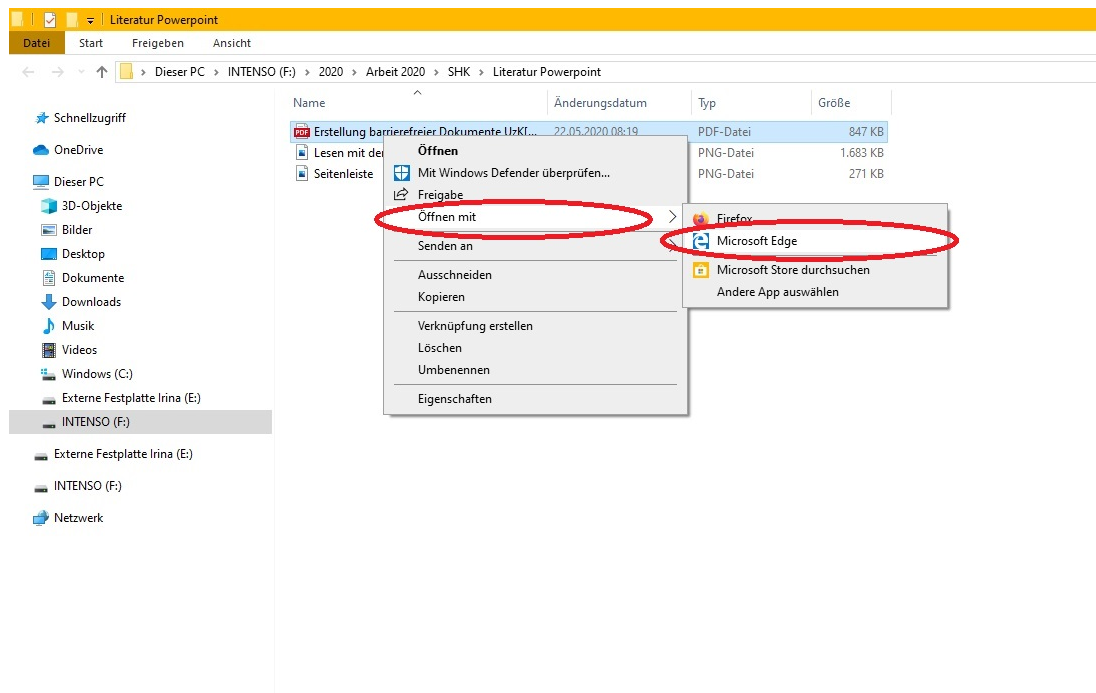 Literatur Powerpoint
Datei Start Freigeben Ansicht
Dieser PC INTENSO (F:) 2020 Arbeit 2020 SHK Literatur Powerpoint
Name Änderungsdatum Typ Größe
Schnellzugriff
OneDrive
Dieser PC
3D-Objekte
Bilder
Desktop
Dokumente
Downloads
Musik
Videos
Windows (C:)
Externe Festplatte Irina (E:)
INTENSO (F:)
Externe Festplatte Irina (E:)
INTENSO (F:)
Netzwerk
PDF Erstellung barrierefreier Dokumente UzK[... 22.05.2020 08:19 PDF-Datei 847 KB
Lesen mit PNG-Datei 1.683 KB
Seitenleiste PNG-Datei 271 KB
Öffnen
Mit Windows Defender überprüfen...
Freigabe
Öffnen mit
Senden an
Ausschneiden
Kopieren
Verknüpfung erstellen
Löschen
Umbenennen
Eigenschaften
Firefox
Microsoft Edge
Microsoft Store durchsuchen
Andere App auswählen